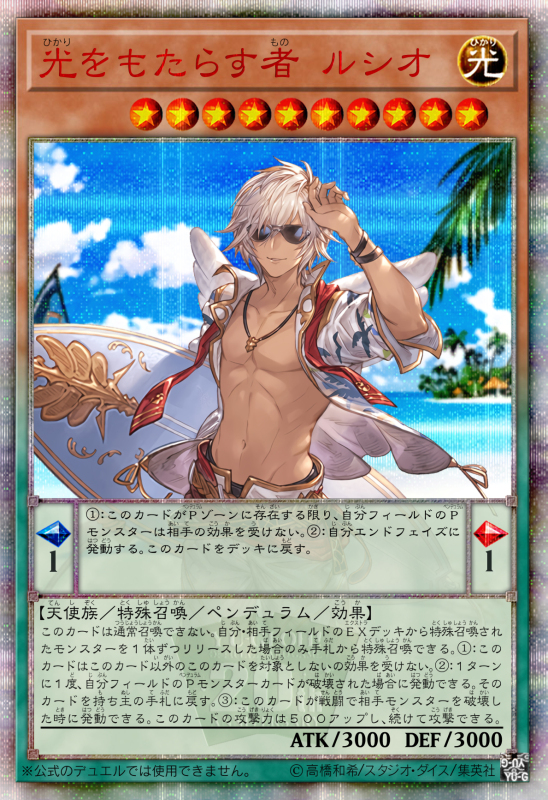 光をもたらす者 ルシオ
光
①:このカードがPゾーンに存在する限り、自分フィールドのP
モンスターは相手の効果を受けない。②:自分エンドフェイズに
発動する。このカードをデッキに戻す。
1
1
【天使族/特殊召喚/ペンデュラム/効果】
このカードは通常召喚できない。自分・相手フィールドのEXデッキから特殊召喚され
たモンスターを1体ずつリリースした場合のみ手札から特殊召喚できる。①:この
カードはこのカード以外のこのカードを対象としない効果を受けない。②:1ターン
に1度、自分フィールドのPモンスターカードが破壊された場合に発動できる。その
カードを持ち主の手札に戻す。③:このカードが戦闘で相手モンスターを破壊し
た時に発動できる。このカードの攻撃力は500アップし、続けて攻撃できる。
ATK/3000 DEF/3000
※公式のデュエルでは使用できません。 ©高橋和希/スタジオ・ダイス/集英社